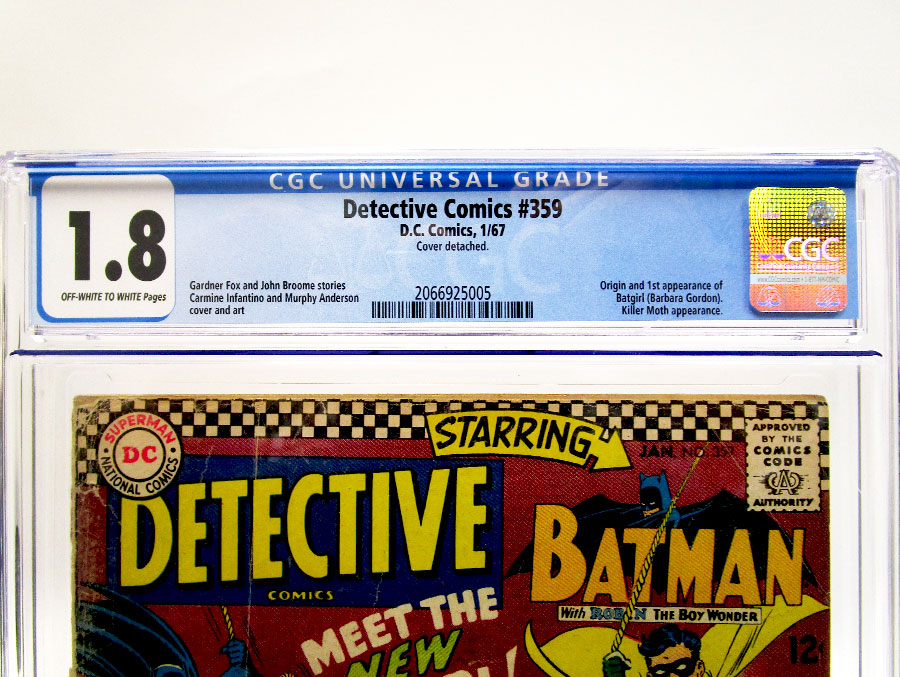 CGC UNIVERSAL GRADE
1.8
OFF-WHITE TO WHITE Pages
Detective Comics #359
D.C. Comics, 1/67
Cover detached.
Gardner Fox and John Broome stories
Carmine Infantino and Murphy Anderson
cover and art
2066925005
Origin and 1st appearance of
Batgirl (Barbara Gordon).
Killer Moth appearance.
CGC
SUPERMAN
DC
NATIONAL COMICS
STARRING
JAN. NO. 359
APPROVED
BY THE
COMICS
CODE
AUTHORITY
DETECTIVE
COMICS
BATMAN
With ROBIN THE BOY WONDER
MEET THE
NEW
12¢